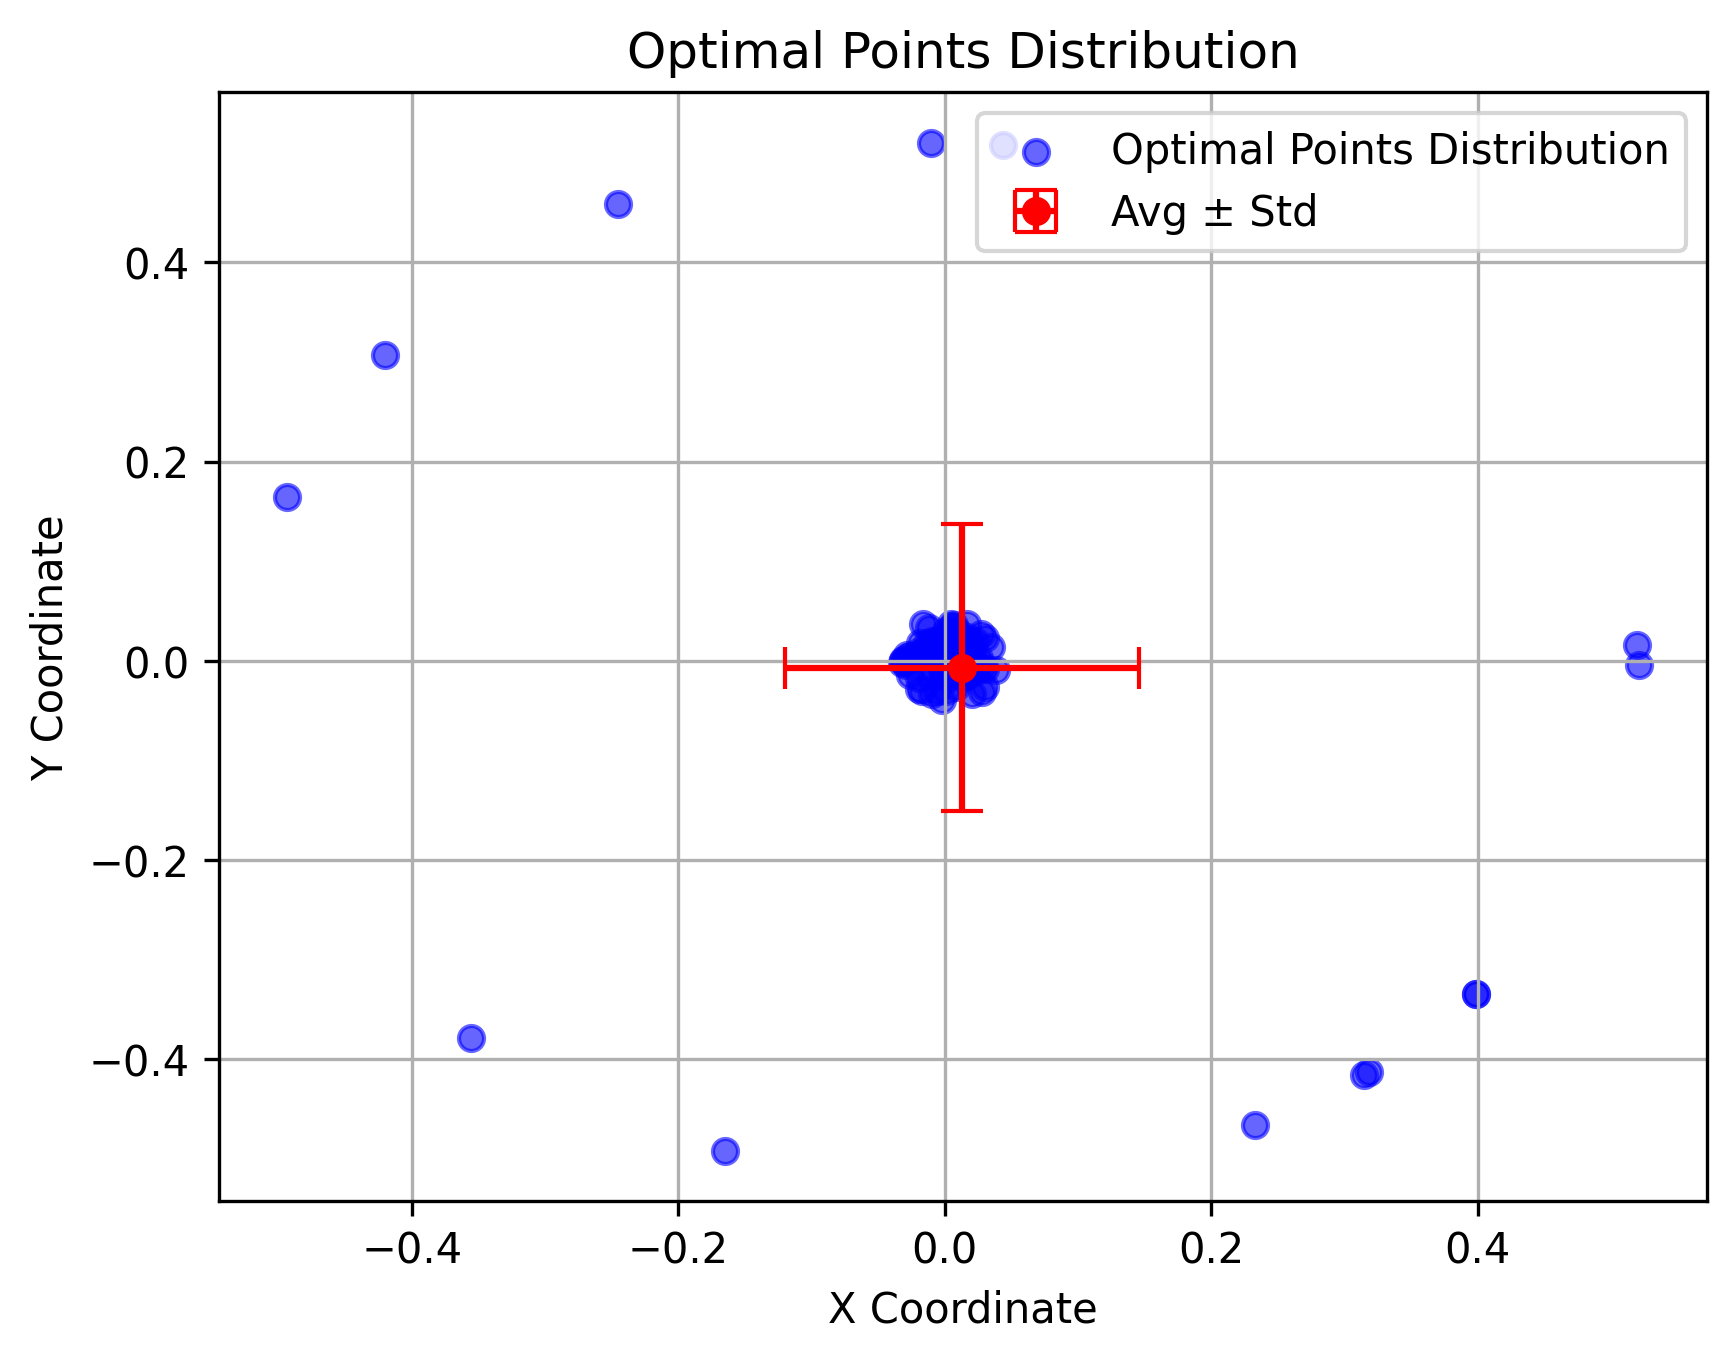 Optimal Points Distribution
Optimal Points Distribution
Avg ± Std
Y Coordinate
0.4
0.2
0.0
−0.2
−0.4
−0.4
−0.2
0.0
0.2
0.4
X Coordinate